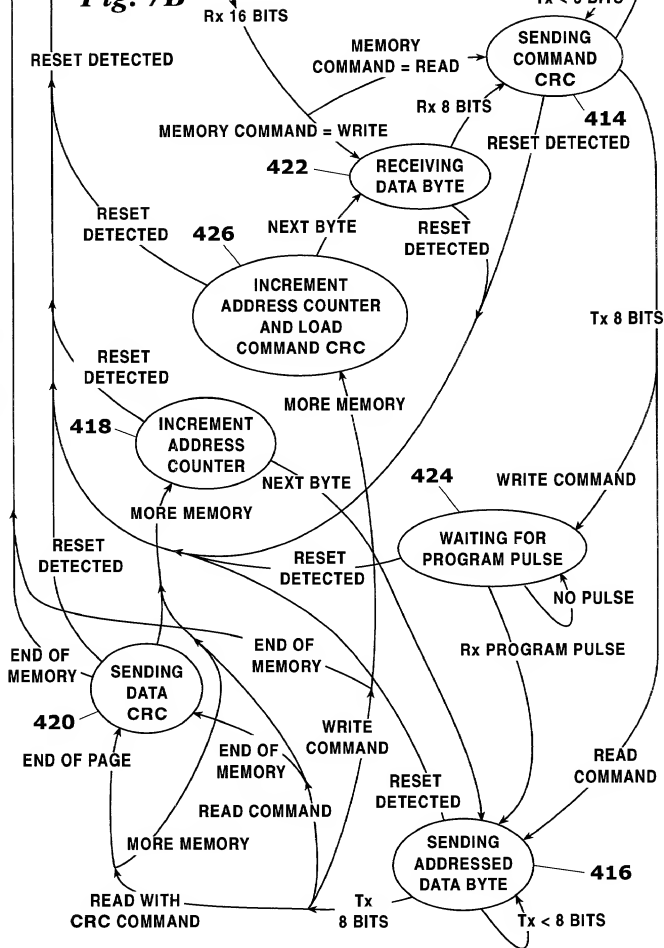 Fig. 7B
Rx 16 BITS
Tx < 8 BITS
RESET DETECTED
MEMORY
COMMAND = READ
SENDING
COMMAND
CRC
414
Rx 8 BITS
MEMORY COMMAND = WRITE
RESET DETECTED
422
RECEIVING
DATA BYTE
RESET
DETECTED
426
NEXT BYTE
RESET
DETECTED
INCREMENT
ADDRESS COUNTER
AND LOAD
COMMAND CRC
Tx 8 BITS
RESET
DETECTED
MORE MEMORY
418
INCREMENT
ADDRESS
COUNTER
NEXT BYTE
424
WRITE COMMAND
MORE MEMORY
WAITING FOR
PROGRAM PULSE
RESET
DETECTED
RESET
DETECTED
NO PULSE
END OF
MEMORY
Rx PROGRAM PULSE
END OF
MEMORY
SENDING
DATA
CRC
420
WRITE
COMMAND
END OF PAGE
END OF
MEMORY
READ
COMMAND
RESET
DETECTED
READ COMMAND
MORE MEMORY
SENDING
ADDRESSED
DATA BYTE
416
READ WITH
CRC COMMAND
Tx
8 BITS
Tx < 8 BITS